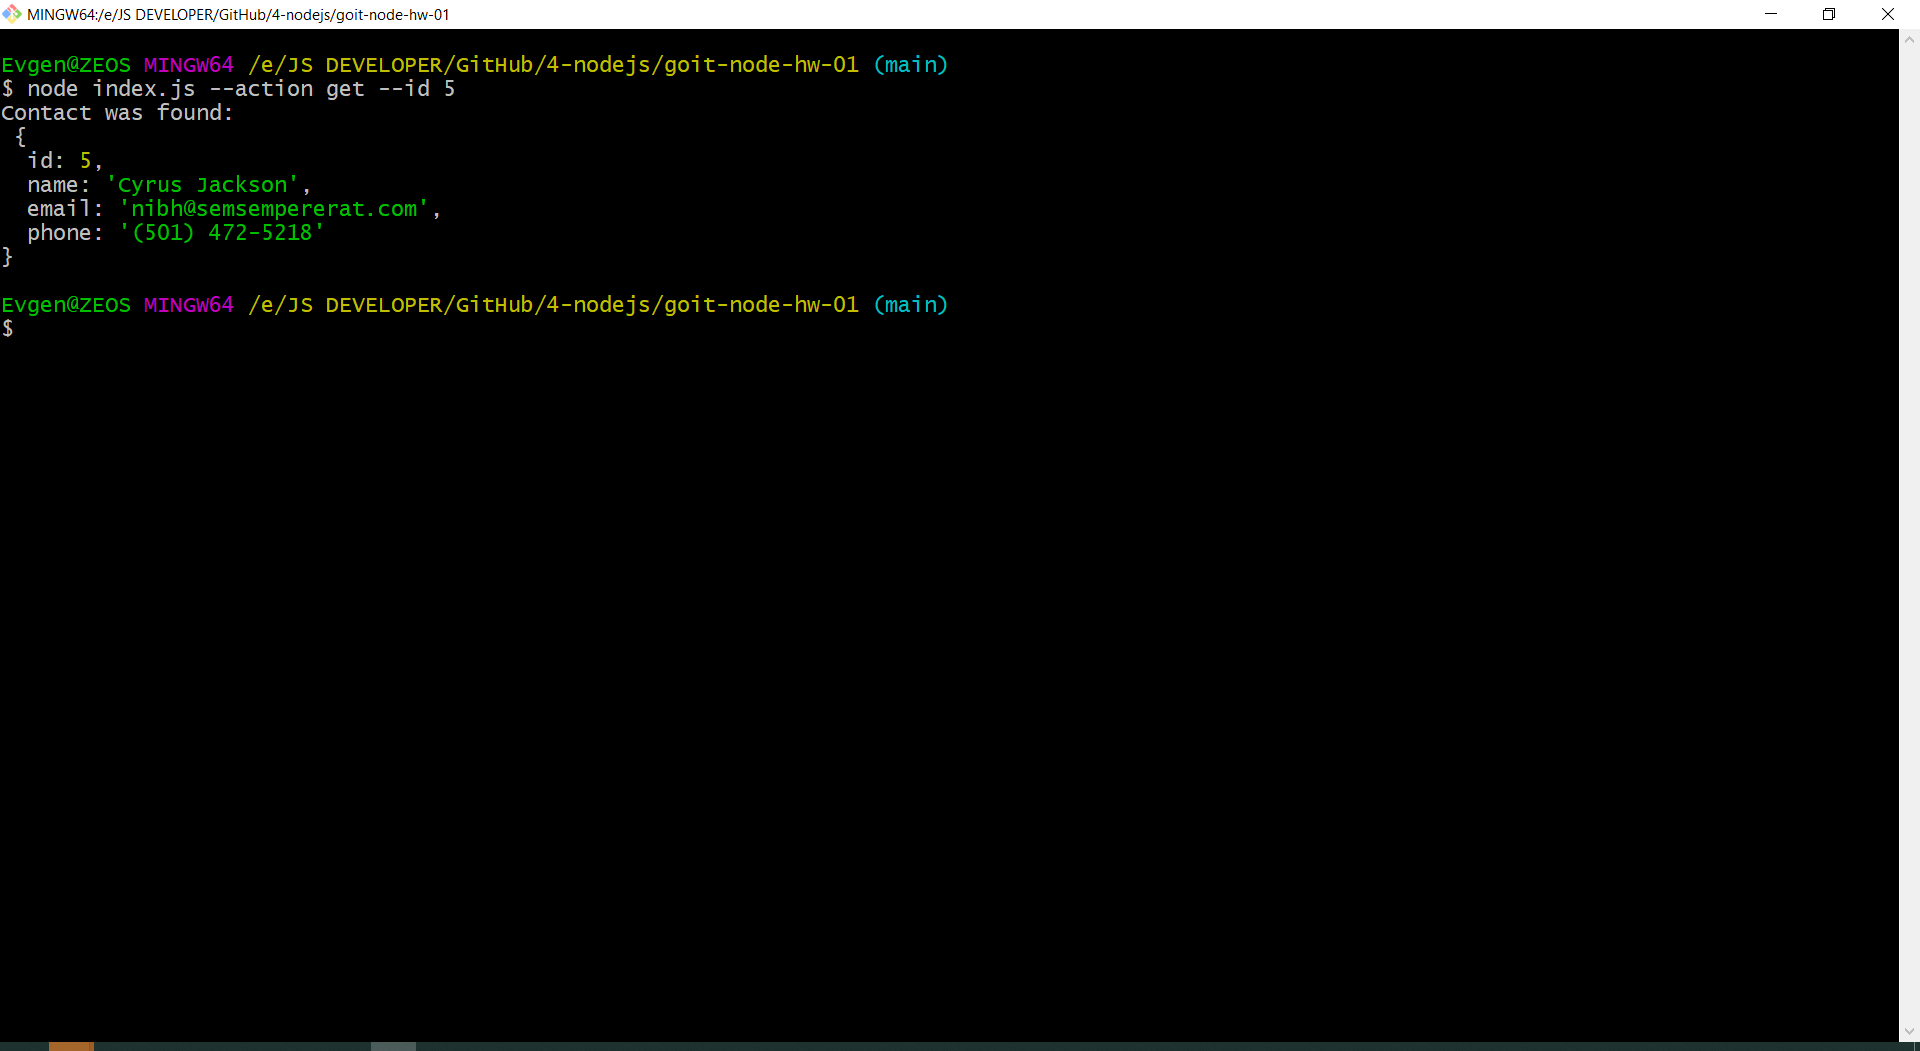 MINGW64:/e/JS DEVELOPER/GitHub/4-nodejs/goit-node-hw-01
Evgen@ZEOS MINGW64 /e/JS DEVELOPER/GitHub/4-nodejs/goit-node-hw-01 (main)
$ node index.js --action get --id 5
Contact was found:
 {
  id: 5,
  name: 'Cyrus Jackson',
  email: 'nibh@semsempererat.com',
  phone: '(501) 472-5218'
}
Evgen@ZEOS MINGW64 /e/JS DEVELOPER/GitHub/4-nodejs/goit-node-hw-01 (main)
$